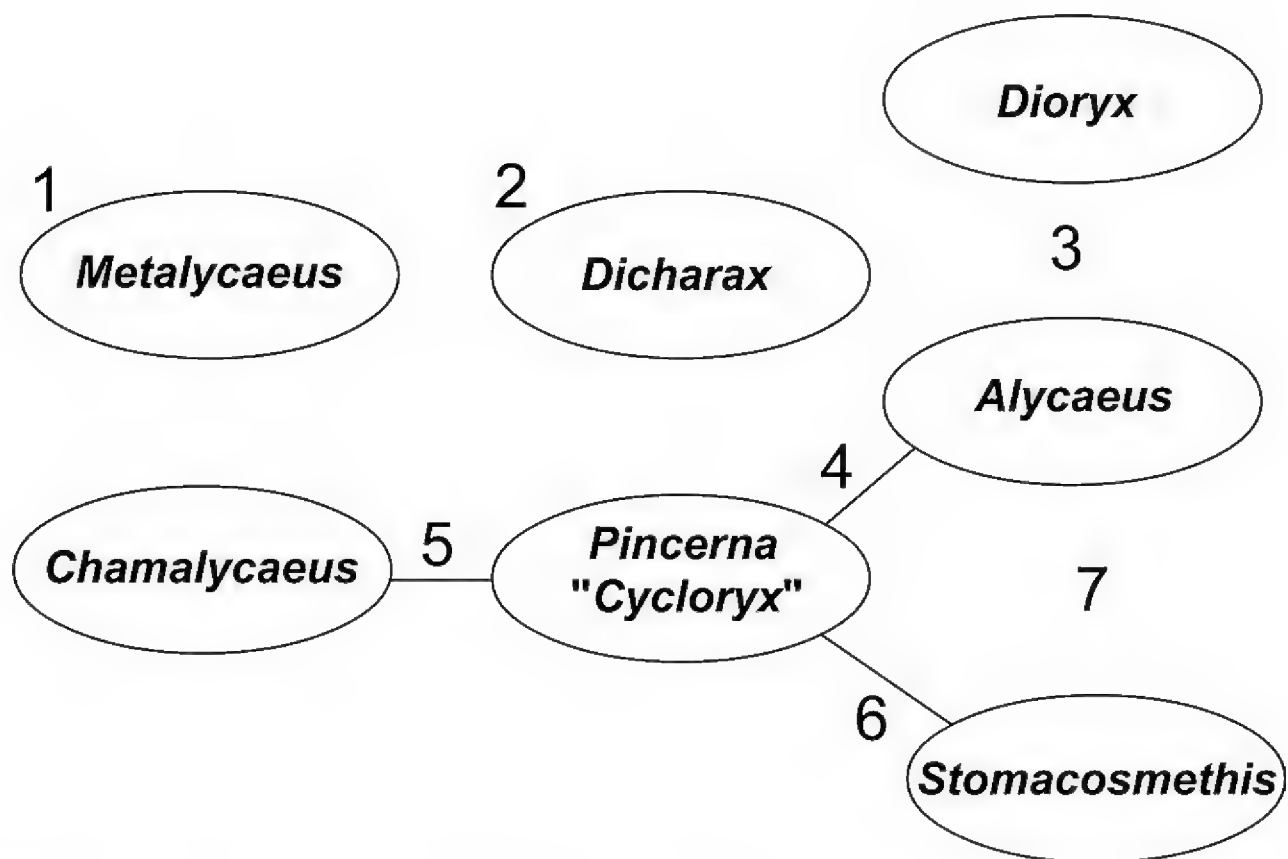 Dioryx
1
2
Metalycaeus
Dicharax
3
Alycaeus
4
Chamalycaeus
5
Pincerna
"Cycloryx"
7
6
Stomacosmethis